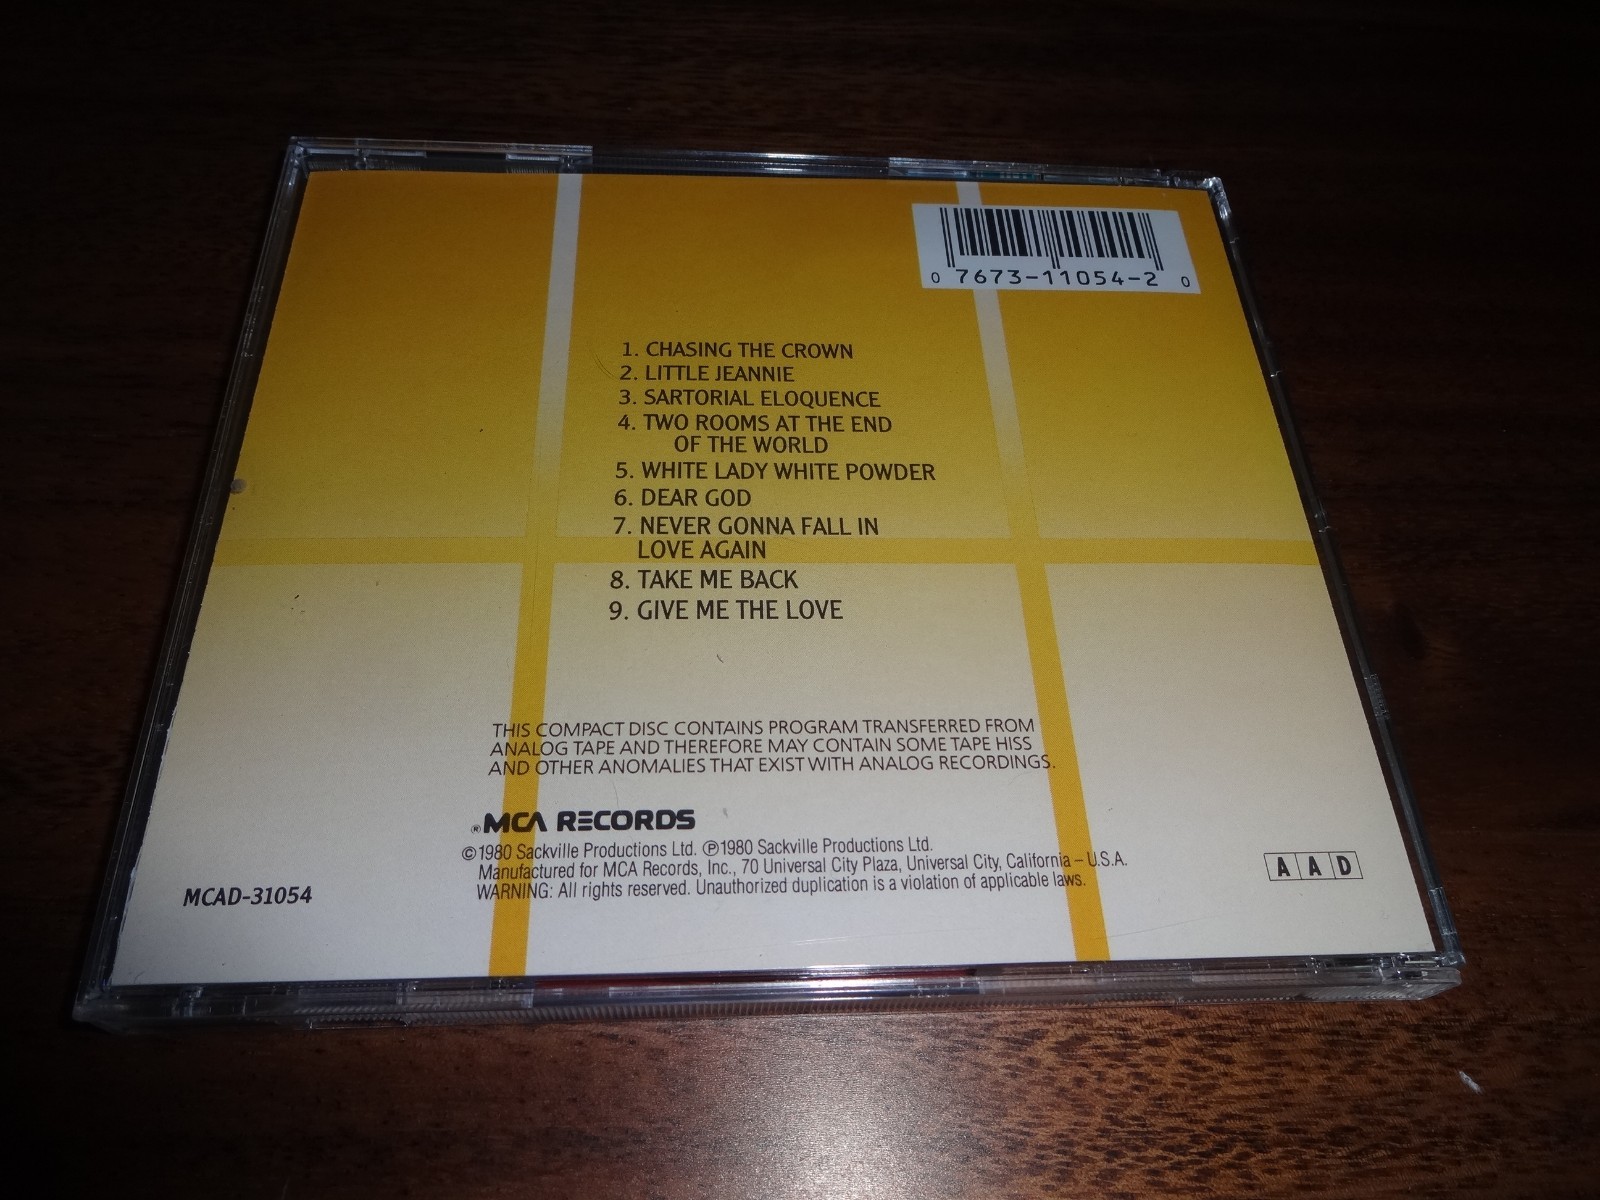 0 7673-11054-2 0
1. CHASING THE CROWN
2. LITTLE JEANNIE
3. SARTORIAL ELOQUENCE
4. TWO ROOMS AT THE END
OF THE WORLD
5. WHITE LADY WHITE POWDER
6. DEAR GOD
7. NEVER GONNA FALL IN
LOVE AGAIN
8. TAKE ME BACK
9. GIVE ME THE LOVE
THIS COMPACT DISC CONTAINS PROGRAM TRANSFERRED FROM
ANALOG TAPE AND THEREFORE MAY CONTAIN SOME TAPE HISS
AND OTHER ANOMALIES THAT EXIST WITH ANALOG RECORDINGS.
® MCA RECORDS
©1980 Sackville Productions Ltd. ℗1980 Sackville Productions Ltd.
Manufactured for MCA Records, Inc., 70 Universal City Plaza, Universal City, California – U.S.A.
WARNING: All rights reserved. Unauthorized duplication is a violation of applicable laws.
MCAD-31054
A A D